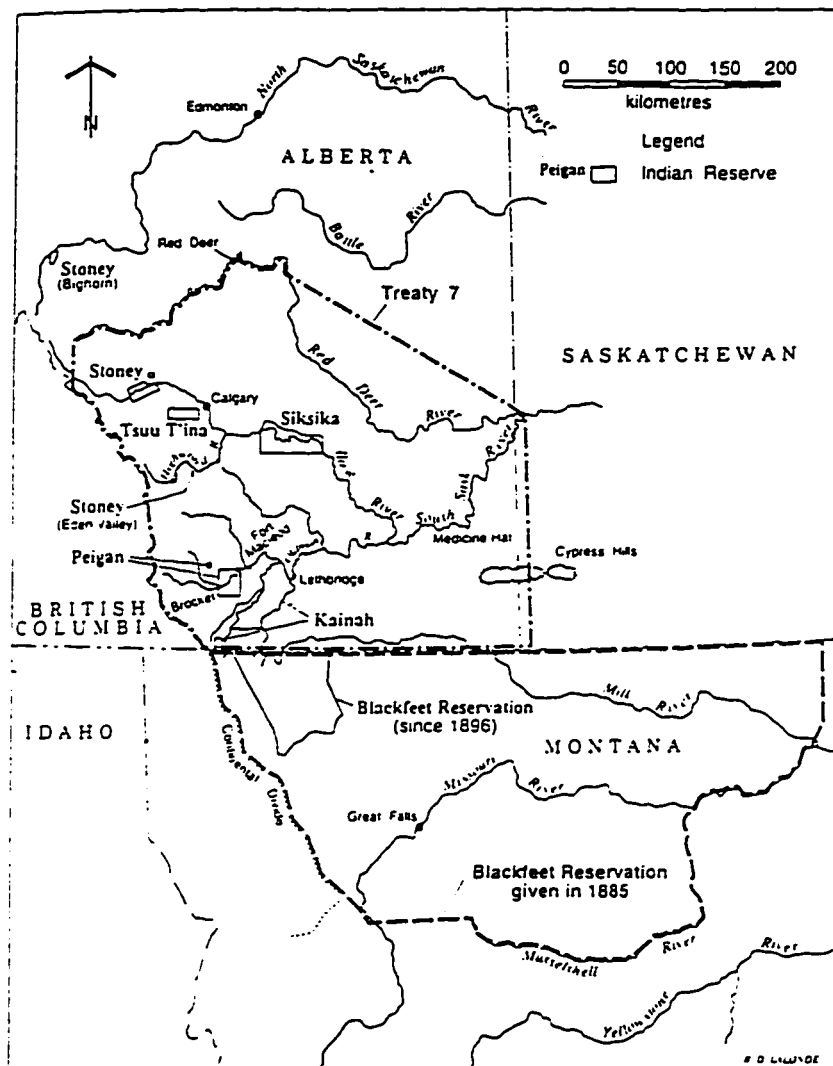 N
0 50 100 150 200
kilometres
Legend
Peigan Indian Reserve
North
Saskatchewan
River
Edmonton
ALBERTA
Battle
River
Red Deer
Stoney
(Bighorn)
Treaty 7
SASKATCHEWAN
Red
Deer
River
Stoney
Calgary
Tsuu T'ina
Siksika
River
River
South
Sask
R
Stoney
(Eden Valley)
Fort
Macleod
Medicine Hat
Cypress Hills
Peigan
Lethbridge
Brocket
Kainah
BRITISH
COLUMBIA
Blackfeet Reservation
(since 1896)
Milk
River
IDAHO
MONTANA
Continental
Divide
Missouri
River
Great Falls
Blackfeet Reservation
given in 1885
Musselshell
River
River
Yellowstone